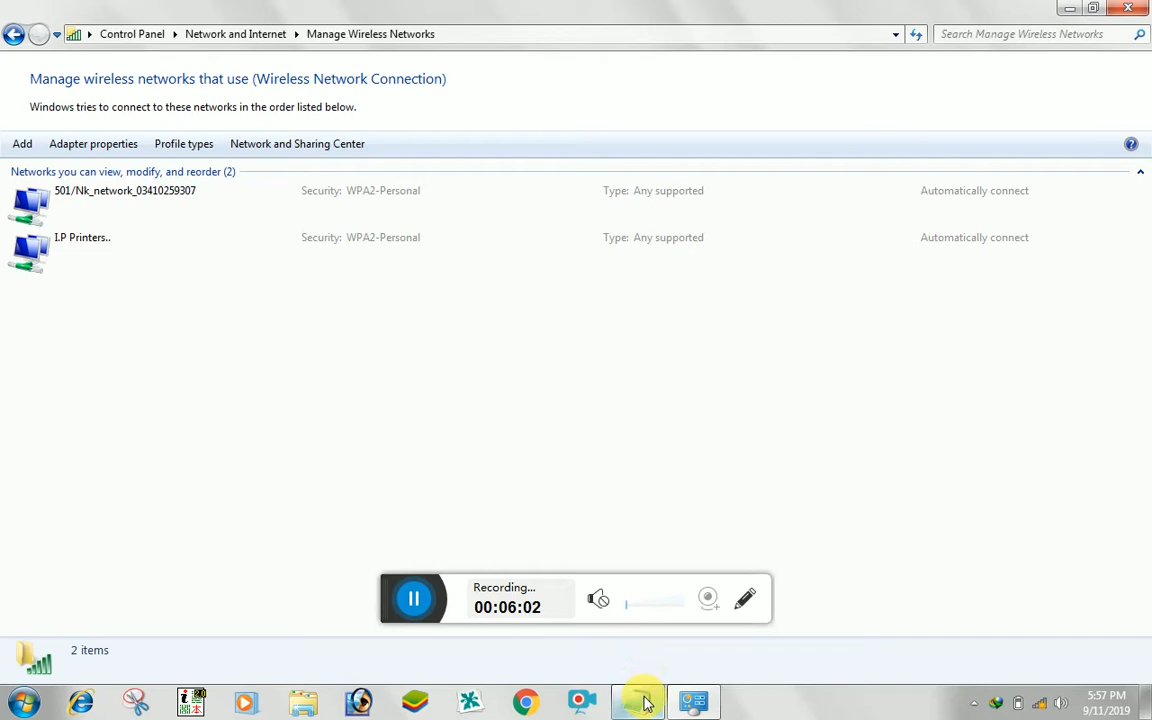 Control Panel Network and Internet Manage Wireless Networks
Search Manage Wireless Networks
Manage wireless networks that use (Wireless Network Connection)
Windows tries to connect to these networks in the order listed below.
Add Adapter properties Profile types Network and Sharing Center
?
Networks you can view, modify, and reorder (2)
501/Nk_network_03410259307 Security: WPA2-Personal Type: Any supported Automatically connect
I.P Printers.. Security: WPA2-Personal Type: Any supported Automatically connect
Recording...
00:06:02
2 items
5:57 PM
9/11/2019